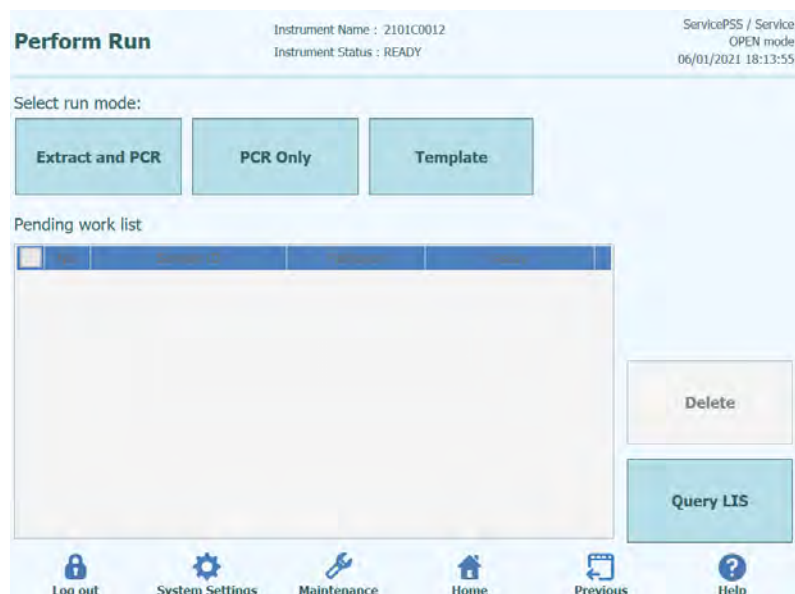 Perform Run
Instrument Name : 2101C0012
Instrument Status : READY
ServicePSS / Service
OPEN mode
06/01/2021 18:13:55
Select run mode:
Extract and PCR
PCR Only
Template
Pending work list
Delete
Query LIS
Log out
System Settings
Maintenance
Home
Previous
Help